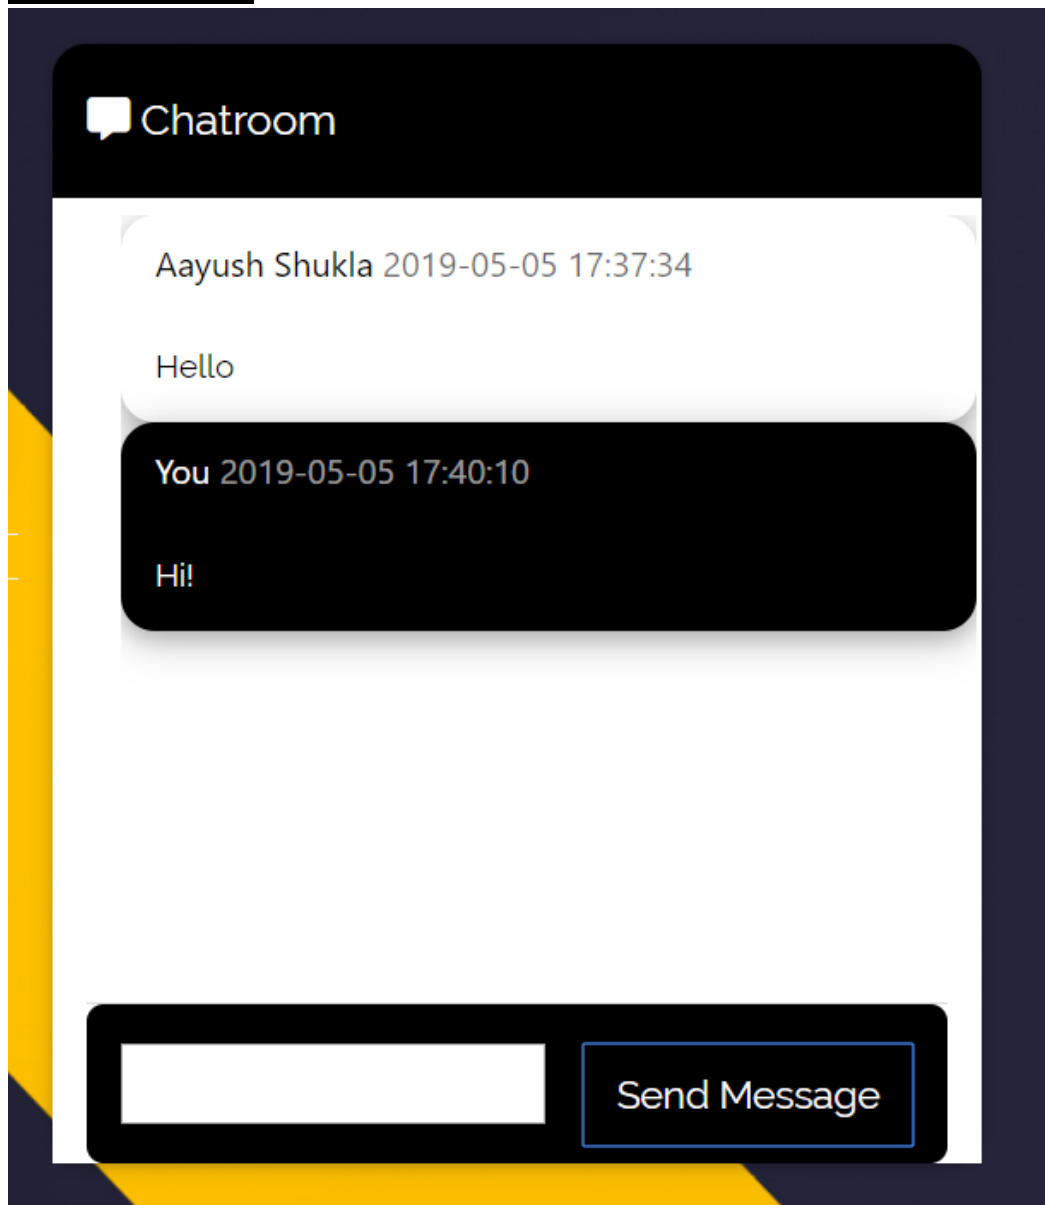 Chatroom
Aayush Shukla 2019-05-05 17:37:34
Hello
You 2019-05-05 17:40:10
Hi!
Send Message